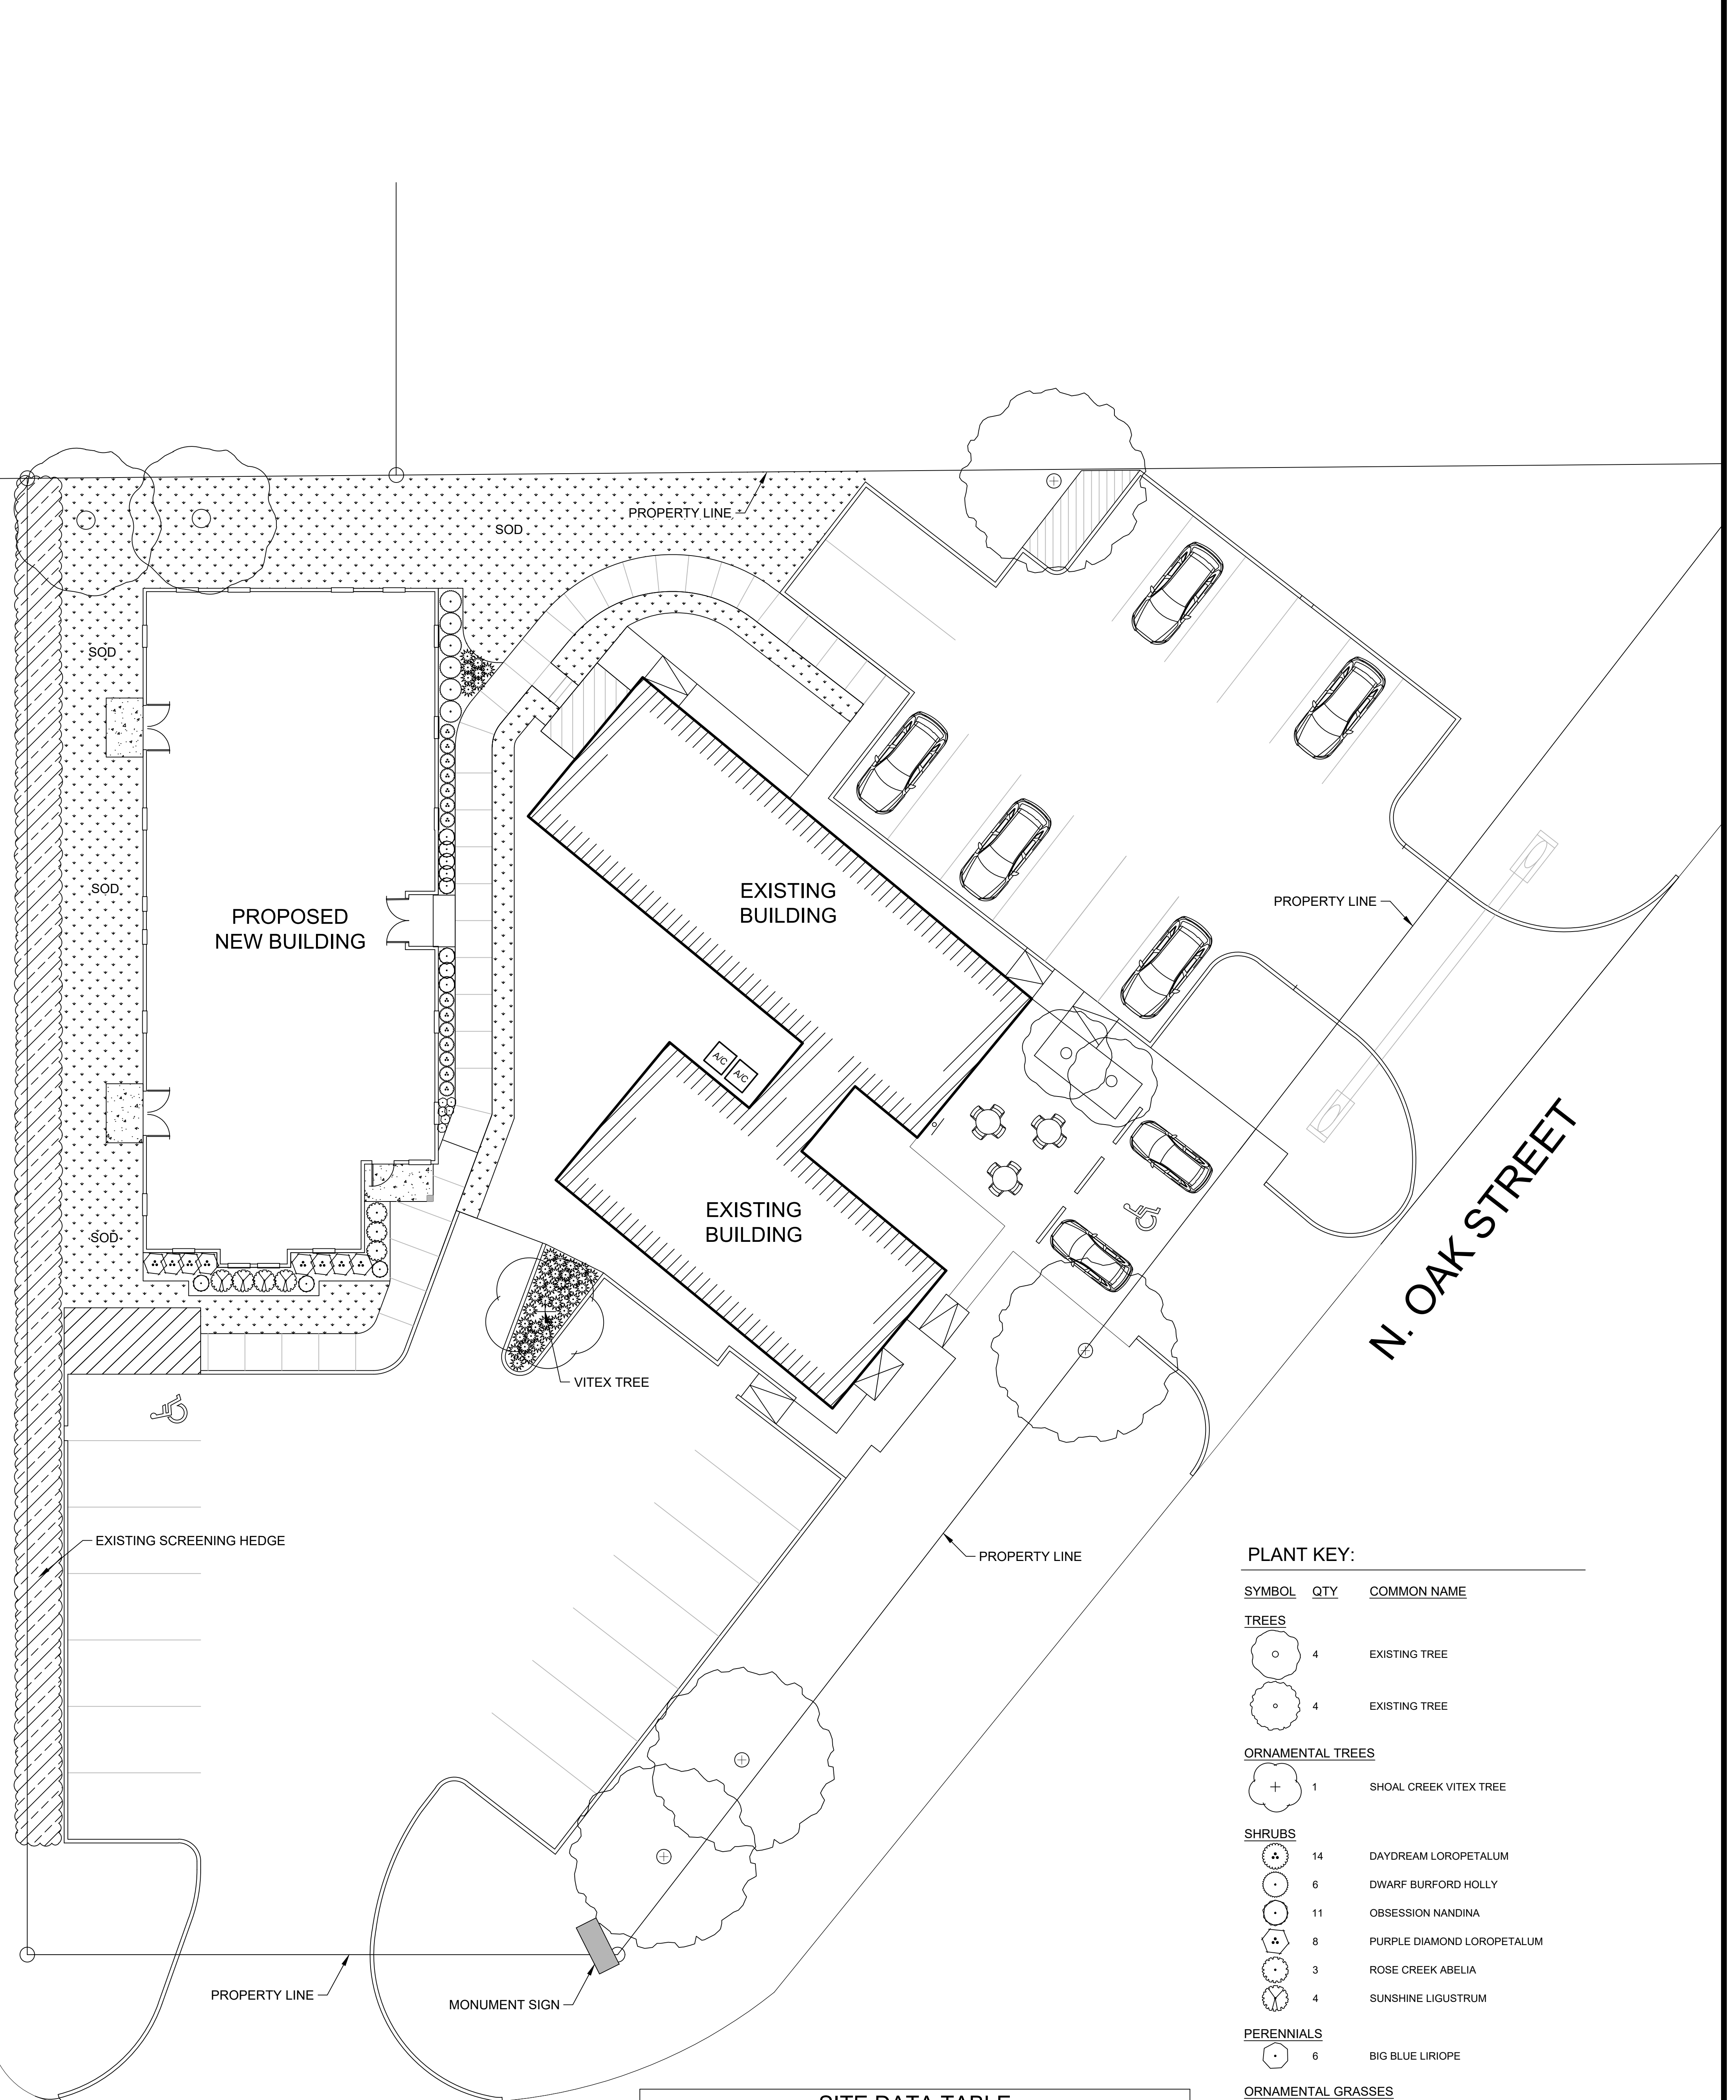 SOD
PROPERTY LINE
SOD
SOD
PROPOSED
NEW BUILDING
EXISTING
BUILDING
PROPERTY LINE
A/C
A/C
EXISTING
BUILDING
SOD
N. OAK STREET
VITEX TREE
EXISTING SCREENING HEDGE
PROPERTY LINE
PROPERTY LINE
MONUMENT SIGN
PLANT KEY:
SYMBOL QTY COMMON NAME
TREES
4 EXISTING TREE
4 EXISTING TREE
ORNAMENTAL TREES
1 SHOAL CREEK VITEX TREE
SHRUBS
14 DAYDREAM LOROPETALUM
6 DWARF BURFORD HOLLY
11 OBSESSION NANDINA
8 PURPLE DIAMOND LOROPETALUM
3 ROSE CREEK ABELIA
4 SUNSHINE LIGUSTRUM
PERENNIALS
6 BIG BLUE LIRIOPE
ORNAMENTAL GRASSES
SITE DATA TABLE